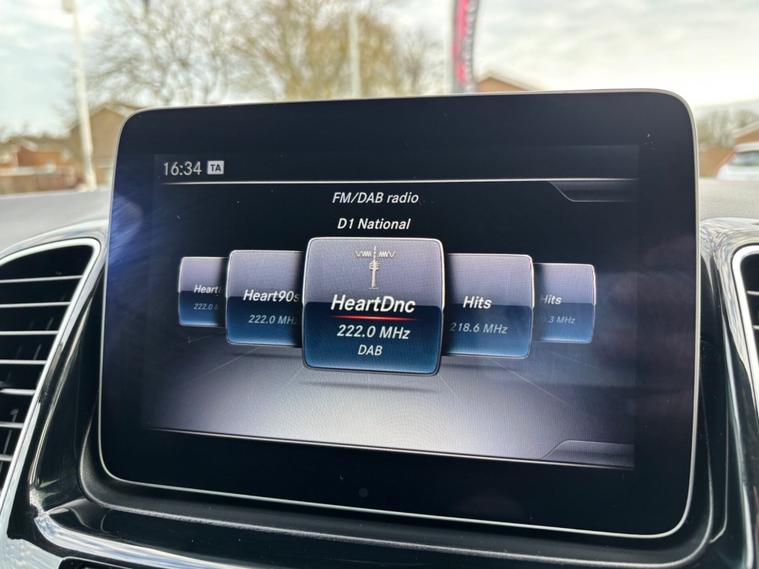 16:34 TA
FM/DAB radio
D1 National
Heart
222.0
Heart90s
222.0 MHz
HeartDnc
222.0 MHz
DAB
Hits
218.6 MHz
Hits
MHz